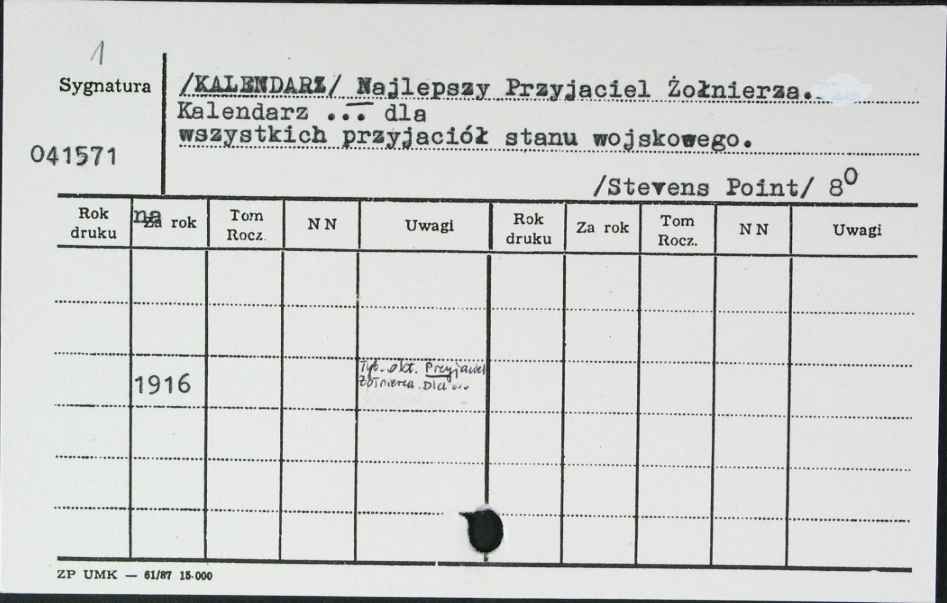 1
Sygnatura
041571
/KALENDARZ/ Najlepszy Przyjaciel Żołnierza.
Kalendarz ... dla
wszystkich przyjaciół stanu wojskowego.
/Stevens Point/ 8⁰
Rok druku
na
Za rok
Tom Rocz.
N N
Uwagi
Rok druku
Za rok
Tom Rocz.
N N
Uwagi
1916
Tyt. okł. Przyjaciel
Żołnierza. Dla ...
ZP UMK — 61/87 15.000